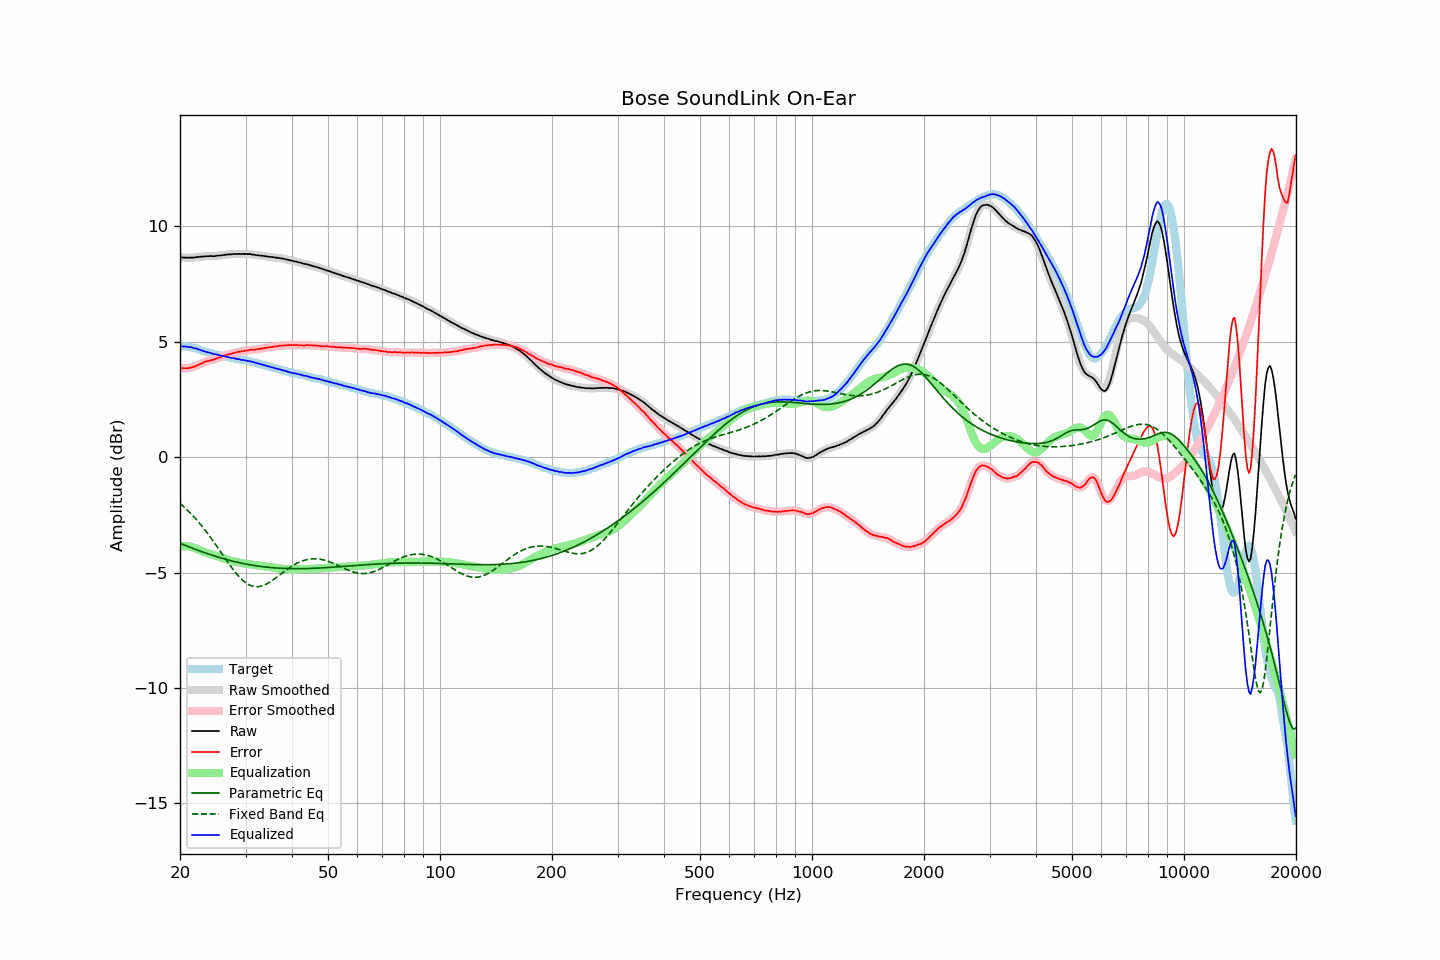 Bose SoundLink On-Ear
Amplitude (dBr)
10
5
0
−5
−10
−15
Target
Raw Smoothed
Error Smoothed
Raw
Error
Equalization
Parametric Eq
Fixed Band Eq
Equalized
20 50 100 200 500 1000 2000 5000 10000 20000
Frequency (Hz)